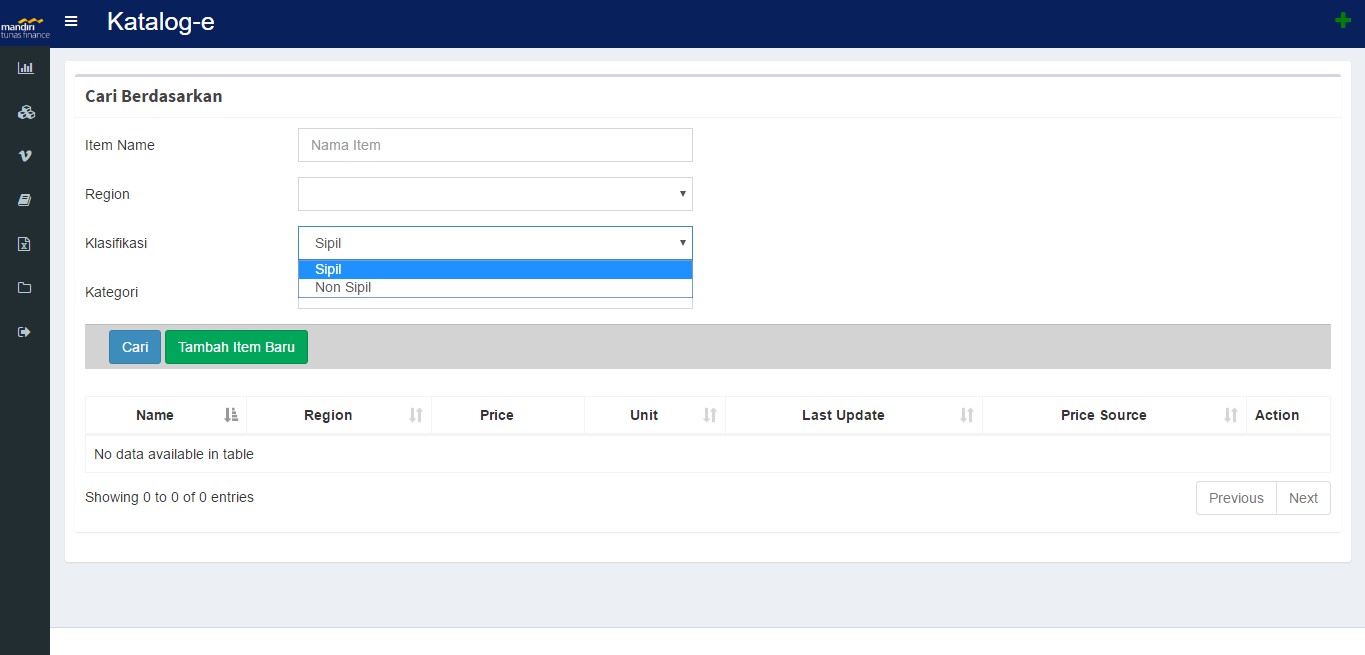 mandiri
tunas finance
Katalog-e
Cari Berdasarkan
Item Name
Nama Item
Region
Klasifikasi
Sipil
Sipil
Non Sipil
Kategori
Cari Tambah Item Baru
Name Region Price Unit Last Update Price Source Action
No data available in table
Showing 0 to 0 of 0 entries
Previous Next